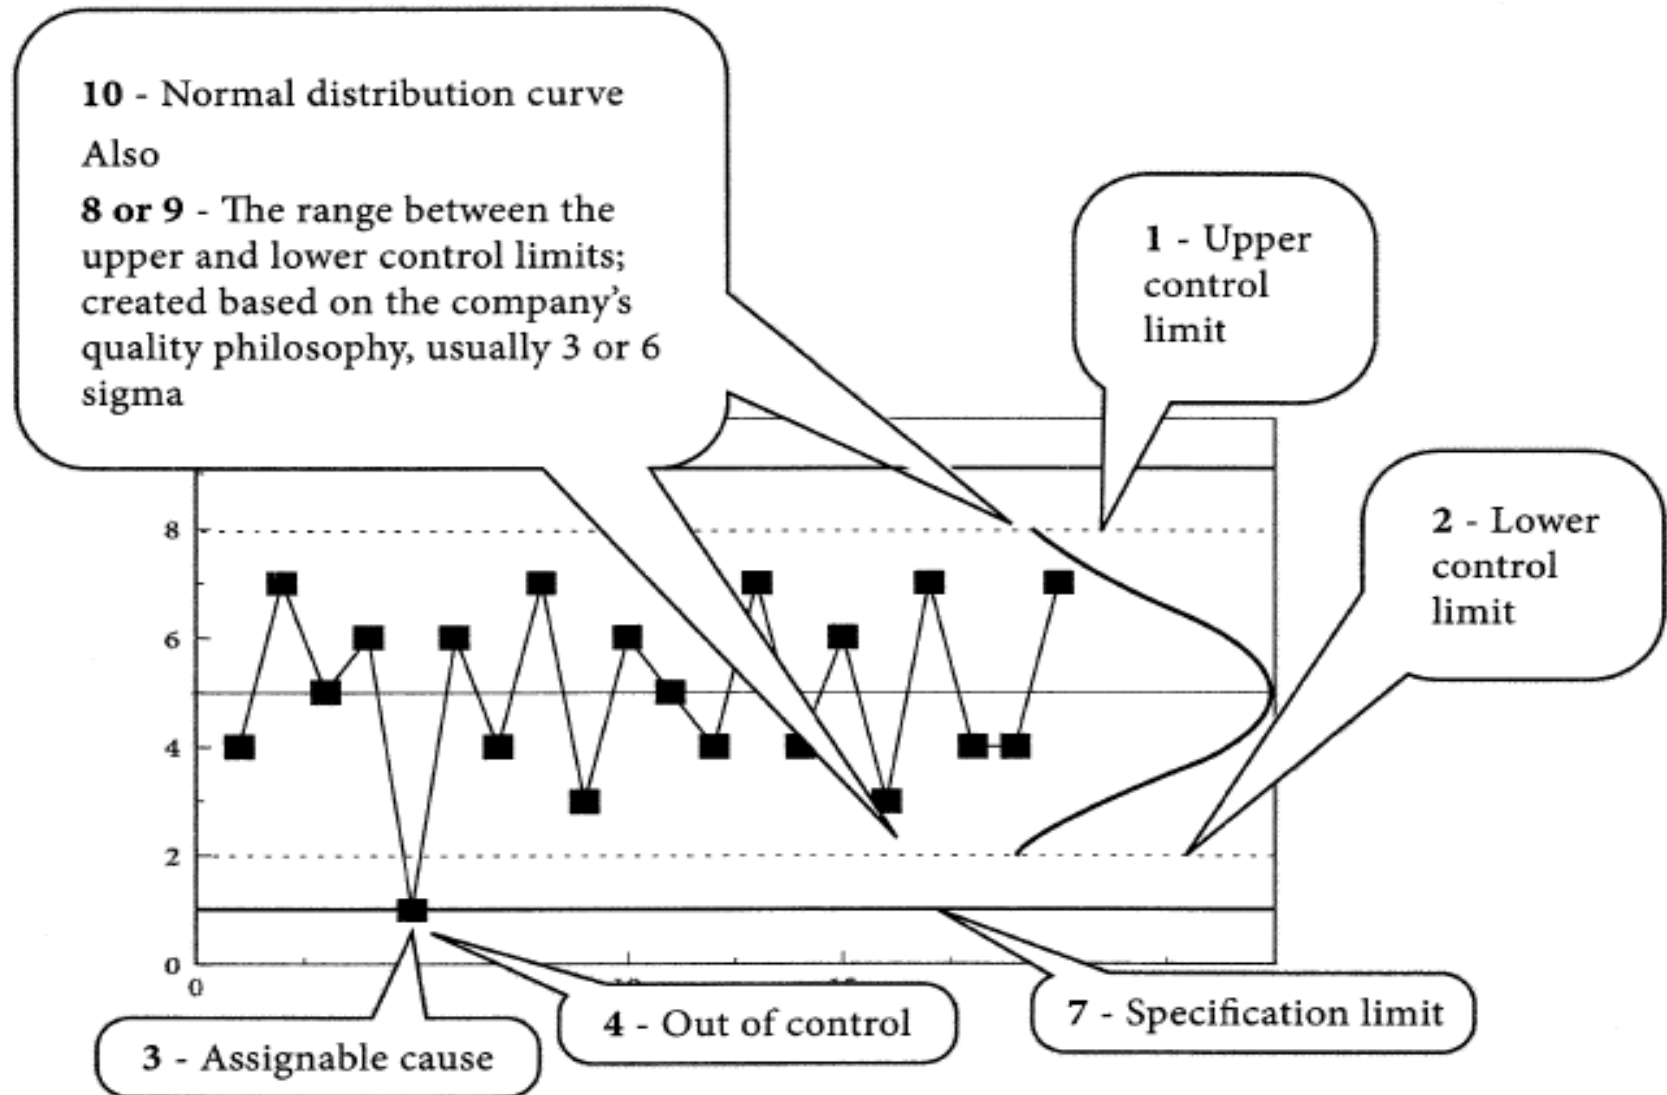 10 - Normal distribution curve
Also
8 or 9 - The range between the
upper and lower control limits;
created based on the company's
quality philosophy, usually 3 or 6
sigma
1 - Upper
control
limit
2 - Lower
control
limit
8
6
4
2
0
0
7 - Specification limit
4 - Out of control
3 - Assignable cause